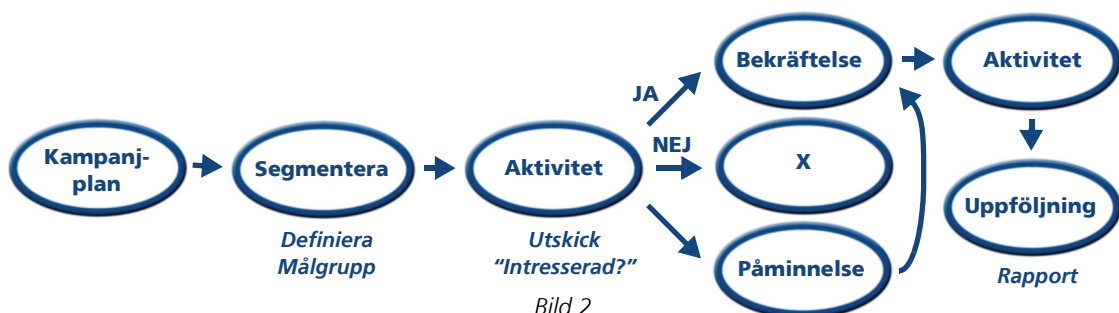 Kampanj-
plan
Segmentera
Definiera
Målgrupp
Aktivitet
Utskick
"Intresserad?"
JA
NEJ
Bekräftelse
X
Påminnelse
Aktivitet
Uppföljning
Rapport
Bild 2